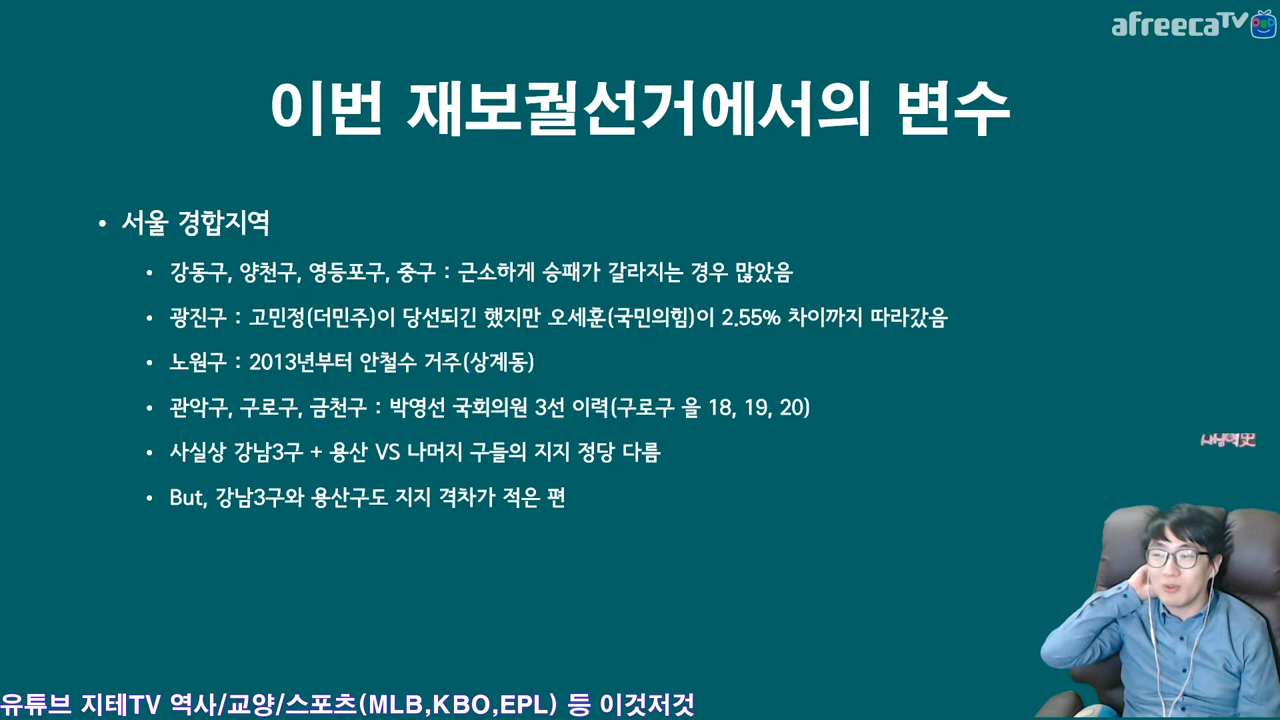 afreecaTV
이번 재보궐선거에서의 변수
• 서울 경합지역
• 강동구, 양천구, 영등포구, 중구 : 근소하게 승패가 갈라지는 경우 많았음
• 광진구 : 고민정(더민주)이 당선되긴 했지만 오세훈(국민의힘)이 2.55% 차이까지 따라갔음
• 노원구 : 2013년부터 안철수 거주(상계동)
• 관악구, 구로구, 금천구 : 박영선 국회의원 3선 이력(구로구 을 18, 19, 20)
• 사실상 강남3구 + 용산 VS 나머지 구들의 지지 정당 다름
• But, 강남3구와 용산구도 지지 격차가 적은 편
유튜브 지테TV 역사/교양/스포츠(MLB,KBO,EPL) 등 이것저것